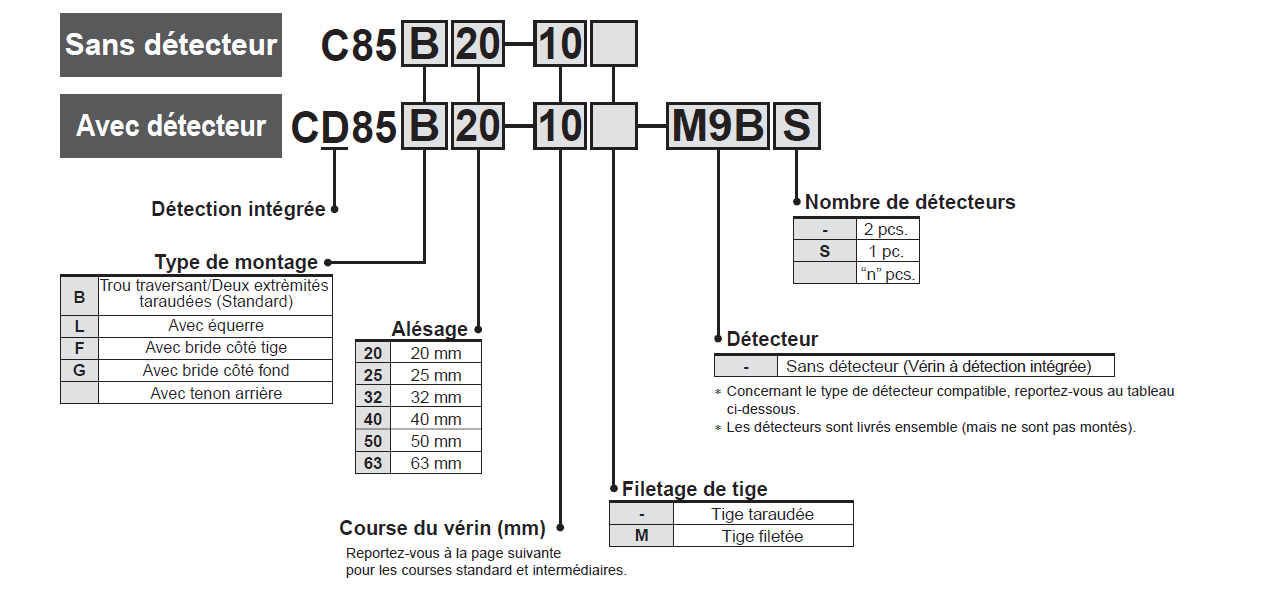 Sans détecteur C85 B 20 - 10
Avec détecteur CD85 B 20 - 10 - M9B S
Détection intégrée
Type de montage
B Trou traversant/Deux extrèmités
taraudées (Standard)
L Avec équerre
F Avec bride côté tige
G Avec bride côté fond
Avec tenon arrière
Alésage
20 20 mm
25 25 mm
32 32 mm
40 40 mm
50 50 mm
63 63 mm
Course du vérin (mm)
Reportez-vous à la page suivante
pour les courses standard et intermédiaires.
Filetage de tige
- Tige taraudée
M Tige filetée
Détecteur
- Sans détecteur (Vérin à détection intégrée)
* Concernant le type de détecteur compatible, reportez-vous au tableau
ci-dessous.
* Les détecteurs sont livrés ensemble (mais ne sont pas montés).
Nombre de détecteurs
- 2 pcs.
S 1 pc.
“n” pcs.